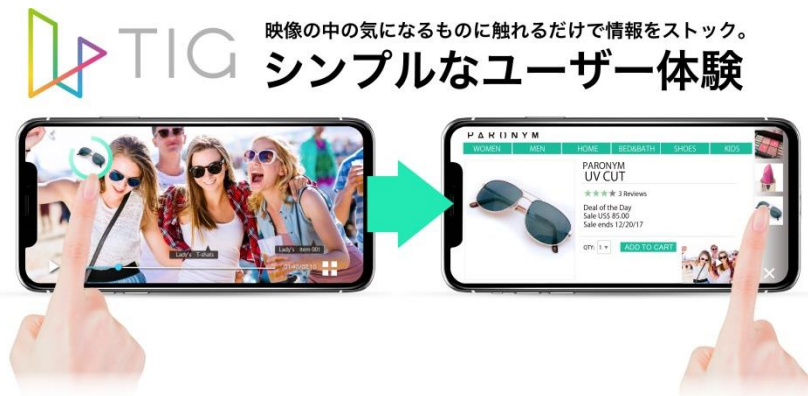 TIG
映像の中の気になるものに触れるだけで情報をストック。
シンプルなユーザー体験
Lady's T-shats
Lady's item 001
PARONYM
WOMEN MEN HOME BED&BATH SHOES KIDS
PARONYM
UV CUT
3 Reviews
Deal of the Day
Sale US$ 85.00
Sale ends 12/20/17
QTY: 1
ADD TO CART